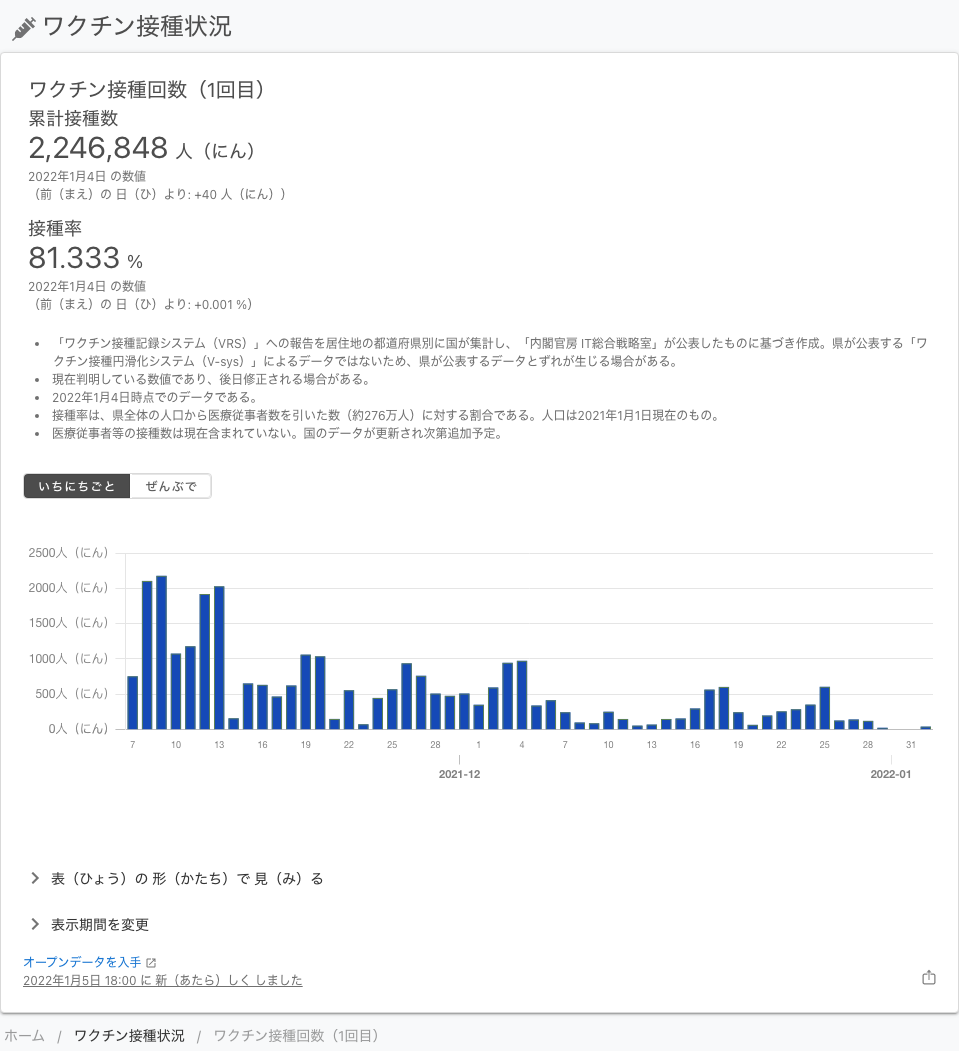 ワクチン接種状況
ワクチン接種回数（1回目）
累計接種数
2,246,848 人（にん）
2022年1月4日 の数値
（前（まえ）の 日（ひ）より: +40 人（にん））
接種率
81.333 %
2022年1月4日 の数値
（前（まえ）の 日（ひ）より: +0.001 %）
• 「ワクチン接種記録システム（VRS）」への報告を居住地の都道府県別に国が集計し、「内閣官房 IT総合戦略室」が公表したものに基づき作成。県が公表する「ワ
クチン接種円滑化システム（V-sys）」によるデータではないため、県が公表するデータとずれが生じる場合がある。
• 現在判明している数値であり、後日修正される場合がある。
• 2022年1月4日時点でのデータである。
• 接種率は、県全体の人口から医療従事者数を引いた数（約276万人）に対する割合である。人口は2021年1月1日現在のもの。
• 医療従事者等の接種数は現在含まれていない。国のデータが更新され次第追加予定。
いちにちごと ぜんぶで
2500人（にん）
2000人（にん）
1500人（にん）
1000人（にん）
500人（にん）
0人（にん）
7 10 13 16 19 22 25 28 1 4 7 10 13 16 19 22 25 28 31
2021-12 2022-01
表（ひょう）の 形（かたち）で 見（み）る
表示期間を変更
オープンデータを入手
2022年1月5日 18:00 に 新（あたら）しく しました
ホーム / ワクチン接種状況 / ワクチン接種回数（1回目）